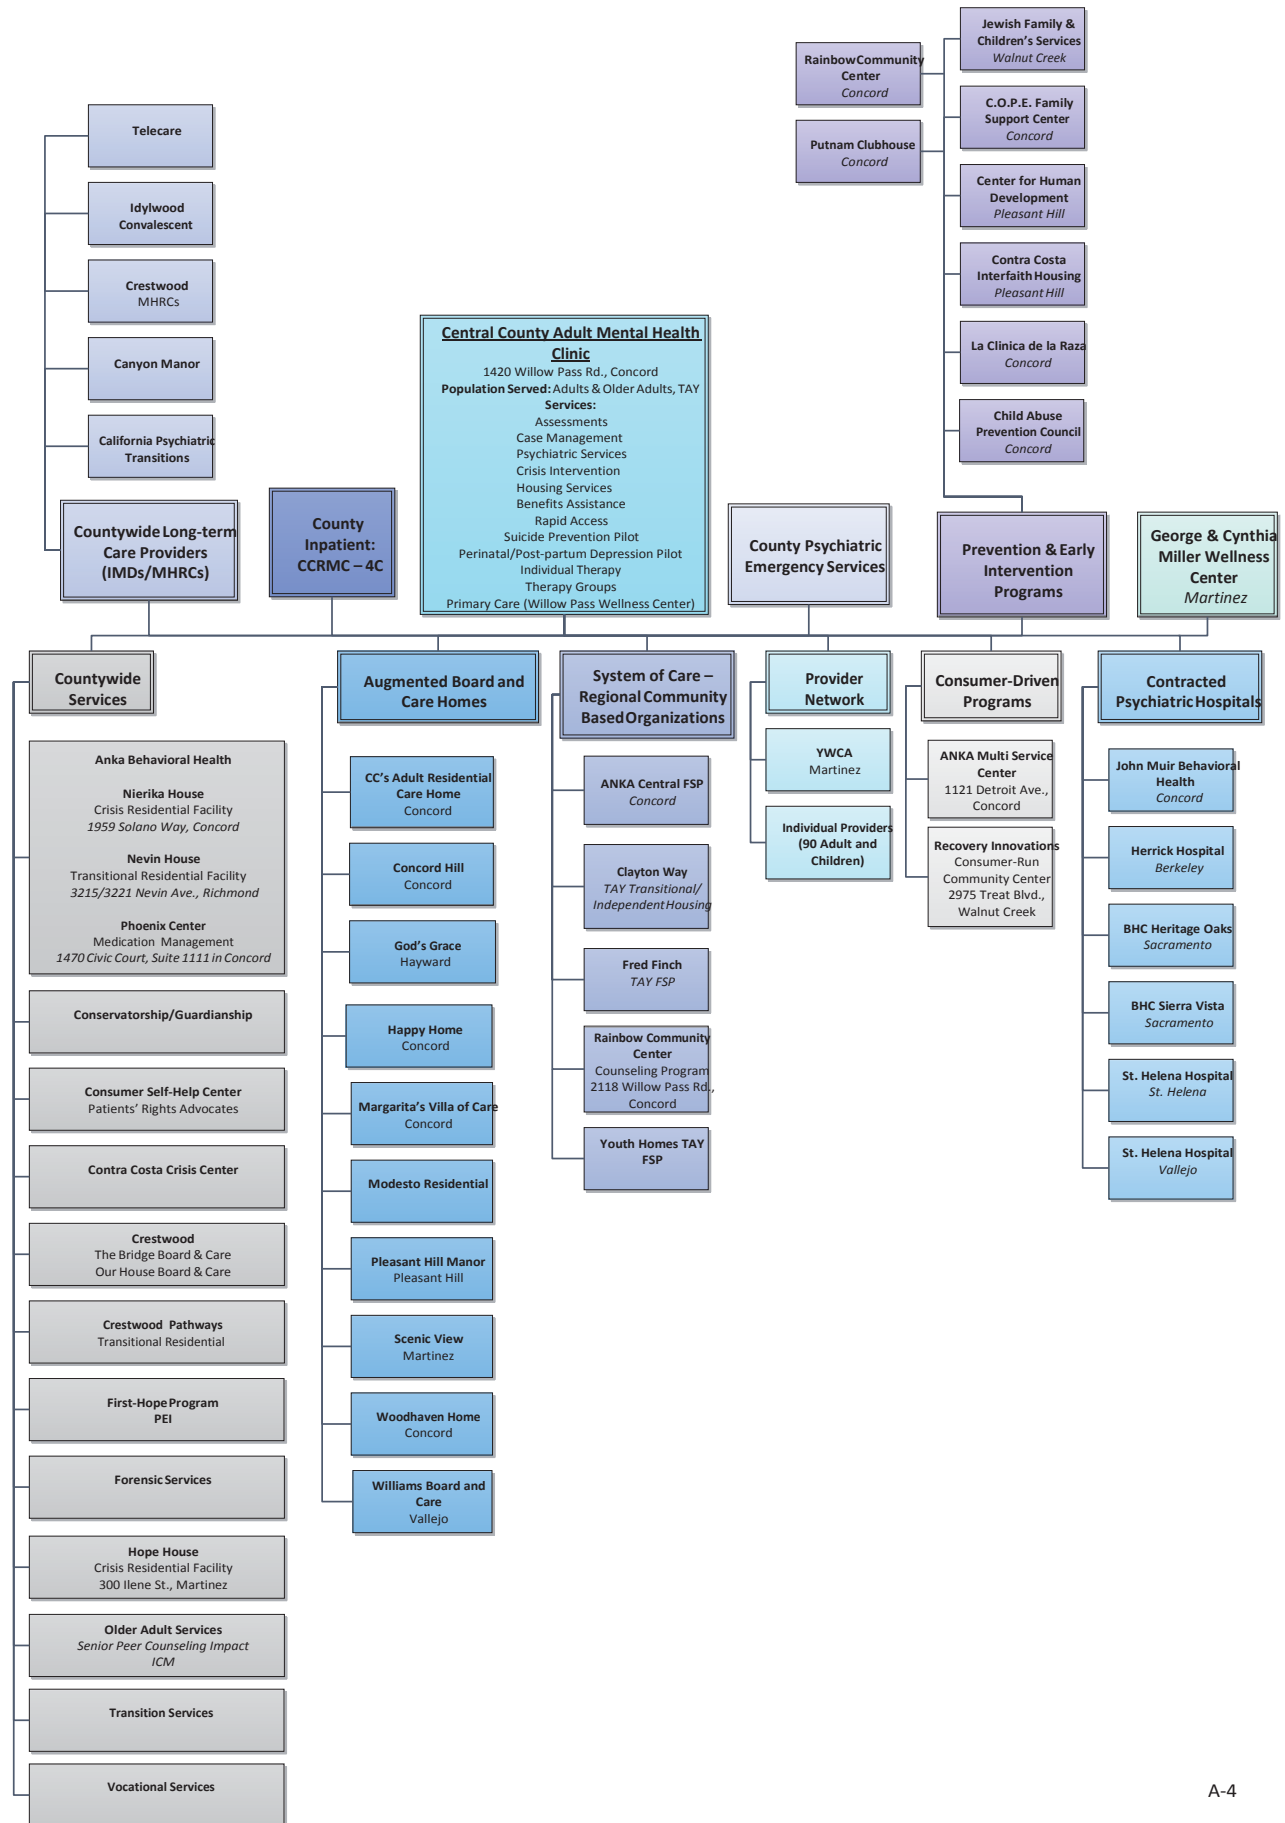 Jewish Family &
Children's Services
Walnut Creek
Rainbow Community
Center
Concord
C.O.P.E. Family
Support Center
Concord
Putnam Clubhouse
Concord
Center for Human
Development
Pleasant Hill
Contra Costa
Interfaith Housing
Pleasant Hill
La Clinica de la Raza
Concord
Child Abuse
Prevention Council
Concord
Telecare
Idylwood
Convalescent
Crestwood
MHRCs
Canyon Manor
California Psychiatric
Transitions
Countywide Long-term
Care Providers
(IMDs/MHRCs)
County
Inpatient:
CCRMC – 4C
Central County Adult Mental Health
Clinic
1420 Willow Pass Rd., Concord
Population Served: Adults & Older Adults, TAY
Services:
Assessments
Case Management
Psychiatric Services
Crisis Intervention
Housing Services
Benefits Assistance
Rapid Access
Suicide Prevention Pilot
Perinatal/Post-partum Depression Pilot
Individual Therapy
Therapy Groups
Primary Care (Willow Pass Wellness Center)
County Psychiatric
Emergency Services
Prevention & Early
Intervention
Programs
George & Cynthia
Miller Wellness
Center
Martinez
Countywide
Services
Anka Behavioral Health
Nierika House
Crisis Residential Facility
1959 Solano Way, Concord
Nevin House
Transitional Residential Facility
3215/3221 Nevin Ave., Richmond
Phoenix Center
Medication Management
1470 Civic Court, Suite 1111 in Concord
Conservatorship/Guardianship
Consumer Self-Help Center
Patients' Rights Advocates
Contra Costa Crisis Center
Crestwood
The Bridge Board & Care
Our House Board & Care
Crestwood Pathways
Transitional Residential
First-Hope Program
PEI
Forensic Services
Hope House
Crisis Residential Facility
300 Ilene St., Martinez
Older Adult Services
Senior Peer Counseling Impact
ICM
Transition Services
Vocational Services
Augmented Board and
Care Homes
CC's Adult Residential
Care Home
Concord
Concord Hill
Concord
God's Grace
Hayward
Happy Home
Concord
Margarita's Villa of Care
Concord
Modesto Residential
Pleasant Hill Manor
Pleasant Hill
Scenic View
Martinez
Woodhaven Home
Concord
Williams Board and
Care
Vallejo
System of Care –
Regional Community
Based Organizations
ANKA Central FSP
Concord
Clayton Way
TAY Transitional/
Independent Housing
Fred Finch
TAY FSP
Rainbow Community
Center
Counseling Program
2118 Willow Pass Rd.,
Concord
Youth Homes TAY
FSP
Provider
Network
YWCA
Martinez
Individual Providers
(90 Adult and
Children)
Consumer-Driven
Programs
ANKA Multi Service
Center
1121 Detroit Ave.,
Concord
Recovery Innovations
Consumer-Run
Community Center
2975 Treat Blvd.,
Walnut Creek
Contracted
Psychiatric Hospitals
John Muir Behavioral
Health
Concord
Herrick Hospital
Berkeley
BHC Heritage Oaks
Sacramento
BHC Sierra Vista
Sacramento
St. Helena Hospital
St. Helena
St. Helena Hospital
Vallejo
A-4